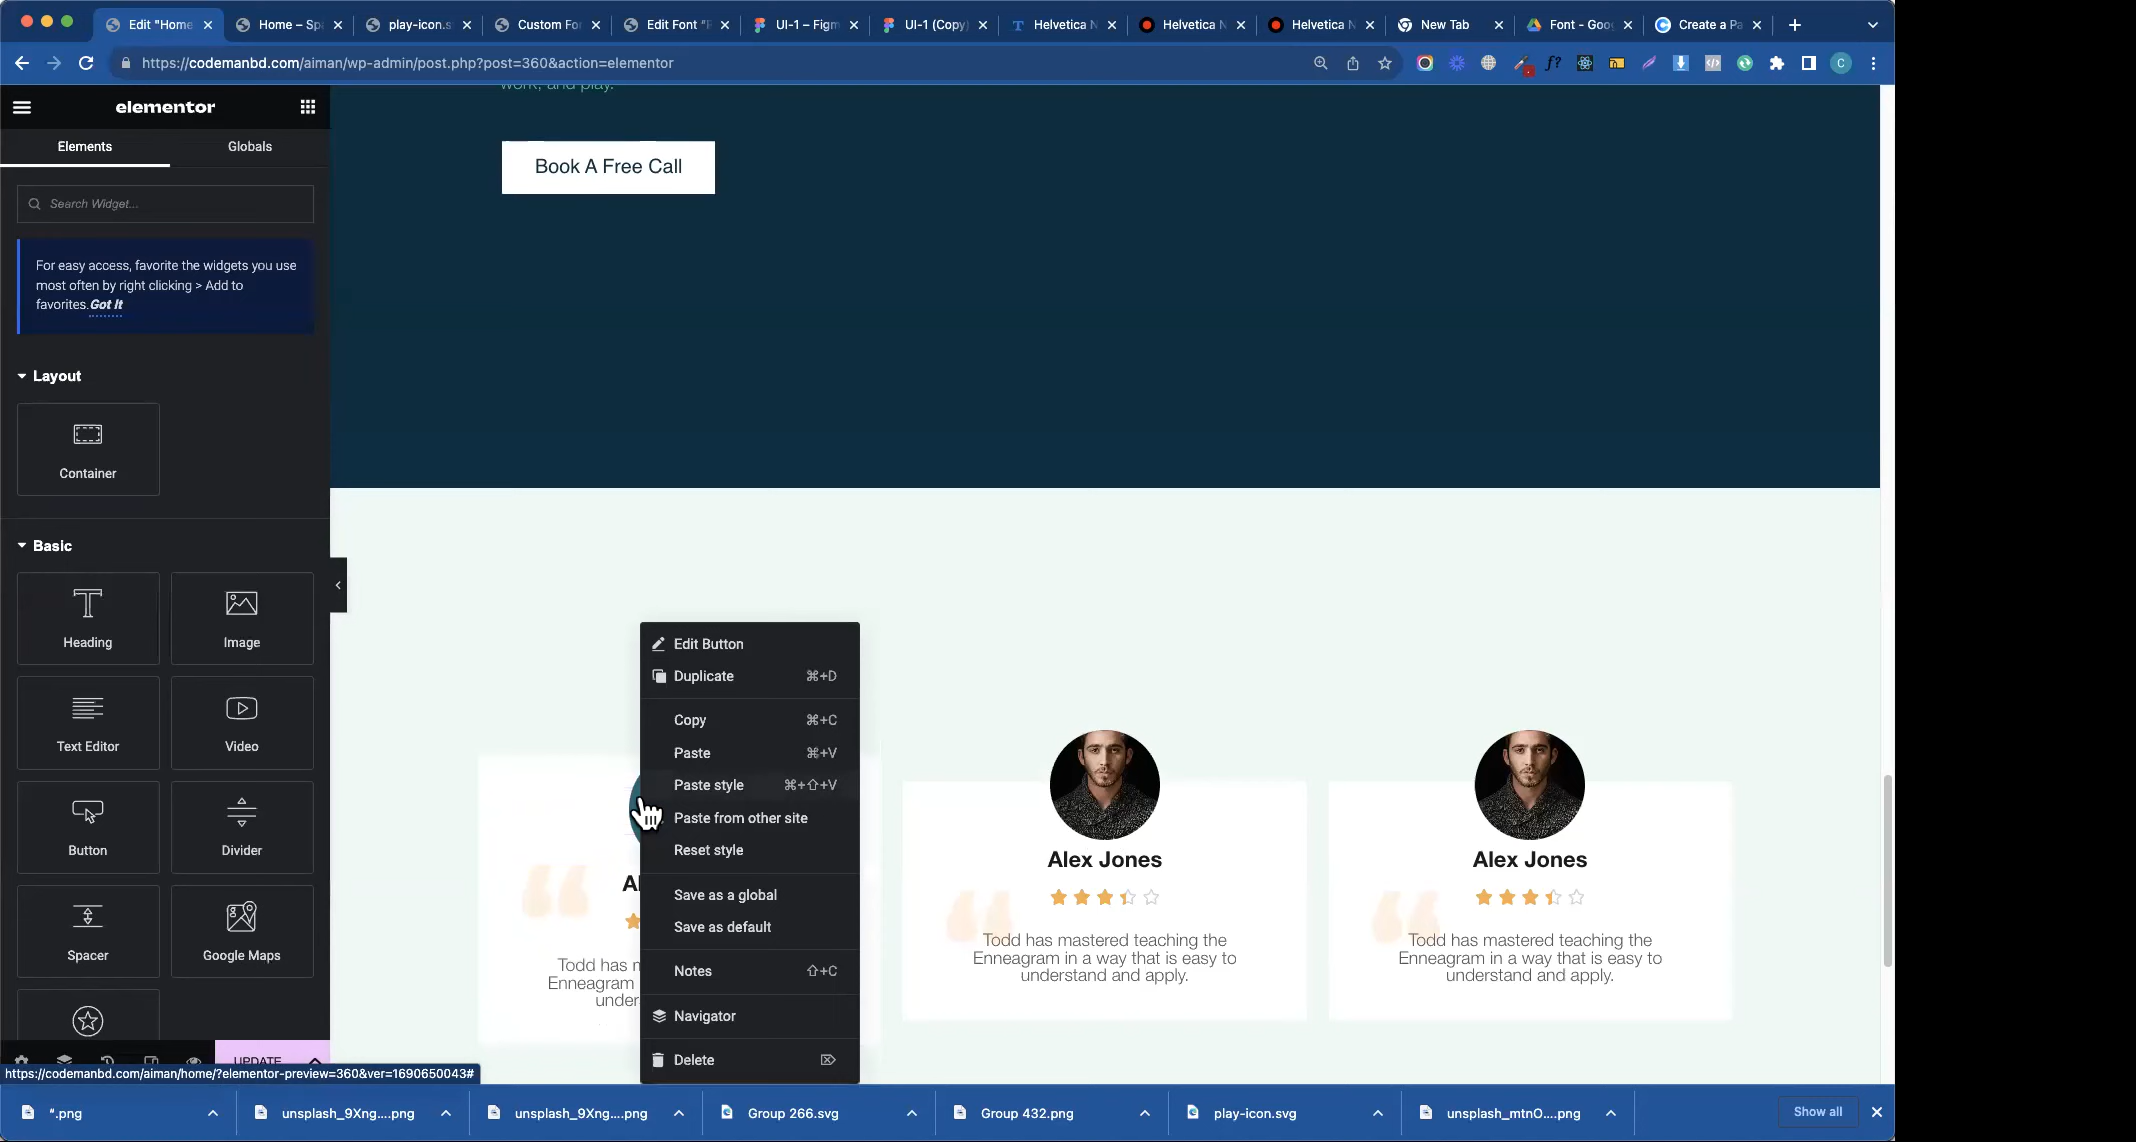 Edit "Home
Home – Spa
play-icon.s
Custom Fo
Edit Font "
UI-1 – Figm
UI-1 (Copy)
Helvetica N
Helvetica N
Helvetica N
New Tab
Font - Goo
Create a Pa
https://codemanbd.com/aiman/wp-admin/post.php?post=360&action=elementor
f?
C
elementor
Elements
Globals
Search Widget...
For easy access, favorite the widgets you use
most often by right clicking > Add to
favorites.Got It
Layout
Container
Basic
Heading
Image
Text Editor
Video
Button
Divider
Spacer
Google Maps
UPDATE
https://codemanbd.com/aiman/home/?elementor-preview=360&ver=1690650043#
work, and play.
Book A Free Call
Edit Button
Duplicate ⌘+D
Copy ⌘+C
Paste ⌘+V
Paste style ⌘+⇧+V
Paste from other site
Reset style
Save as a global
Save as default
Notes ⇧+C
Navigator
Delete ⌦
Al
Todd has m
Enneagram
unders
Alex Jones
Todd has mastered teaching the
Enneagram in a way that is easy to
understand and apply.
Alex Jones
Todd has mastered teaching the
Enneagram in a way that is easy to
understand and apply.
“.png
unsplash_9Xng....png
unsplash_9Xng....png
Group 266.svg
Group 432.png
play-icon.svg
unsplash_mtnO....png
Show all